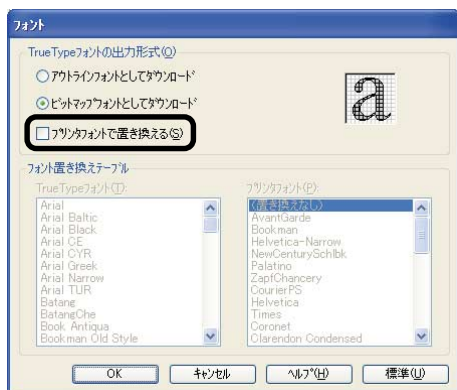 フォント
TrueTypeフォントの出力形式(O)
アウトラインフォントとしてダウンロード
ビットマップフォントとしてダウンロード
プリンタフォントで置き換える(S)
フォント置き換えテーブル
TrueTypeフォント(T):
Arial
Arial Baltic
Arial Black
Arial CE
Arial CYR
Arial Greek
Arial Narrow
Arial TUR
Batang
BatangChe
Book Antiqua
Bookman Old Style
プリンタフォント(P):
(置き換えなし)
AvantGarde
Bookman
Helvetica-Narrow
NewCenturySchlbk
Palatino
ZapfChancery
CourierPS
Helvetica
Times
Coronet
Clarendon Condensed
OK キャンセル ヘルプ(H) 標準(U)